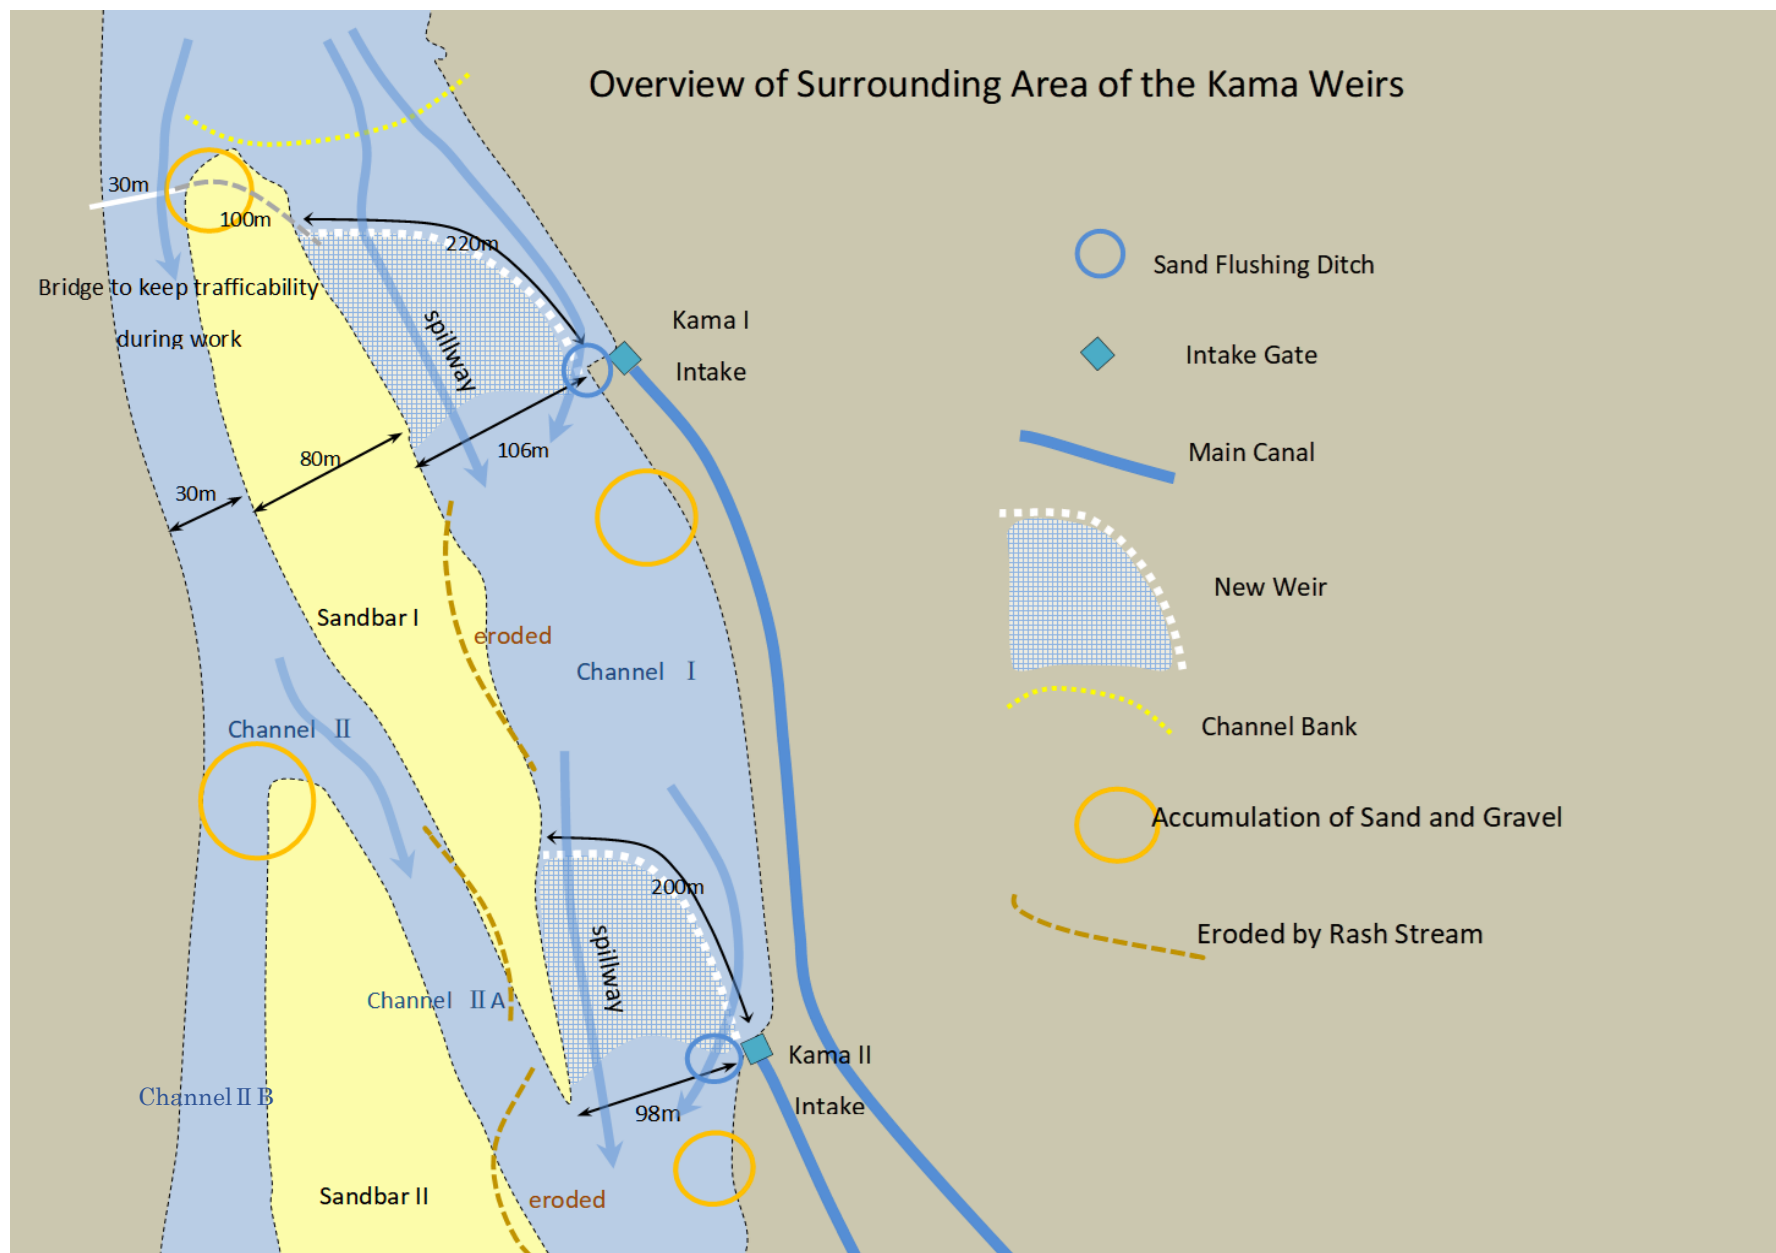 Overview of Surrounding Area of the Kama Weirs
30m
100m
220m
Bridge to keep trafficability
during work
spillway
Kama I
Intake
106m
80m
30m
Sandbar I
eroded
Channel Ⅰ
Channel Ⅱ
200m
spillway
Channel ⅡA
Kama II
Intake
Channel Ⅱ B
98m
Sandbar II
eroded
Sand Flushing Ditch
Intake Gate
Main Canal
New Weir
Channel Bank
Accumulation of Sand and Gravel
Eroded by Rash Stream